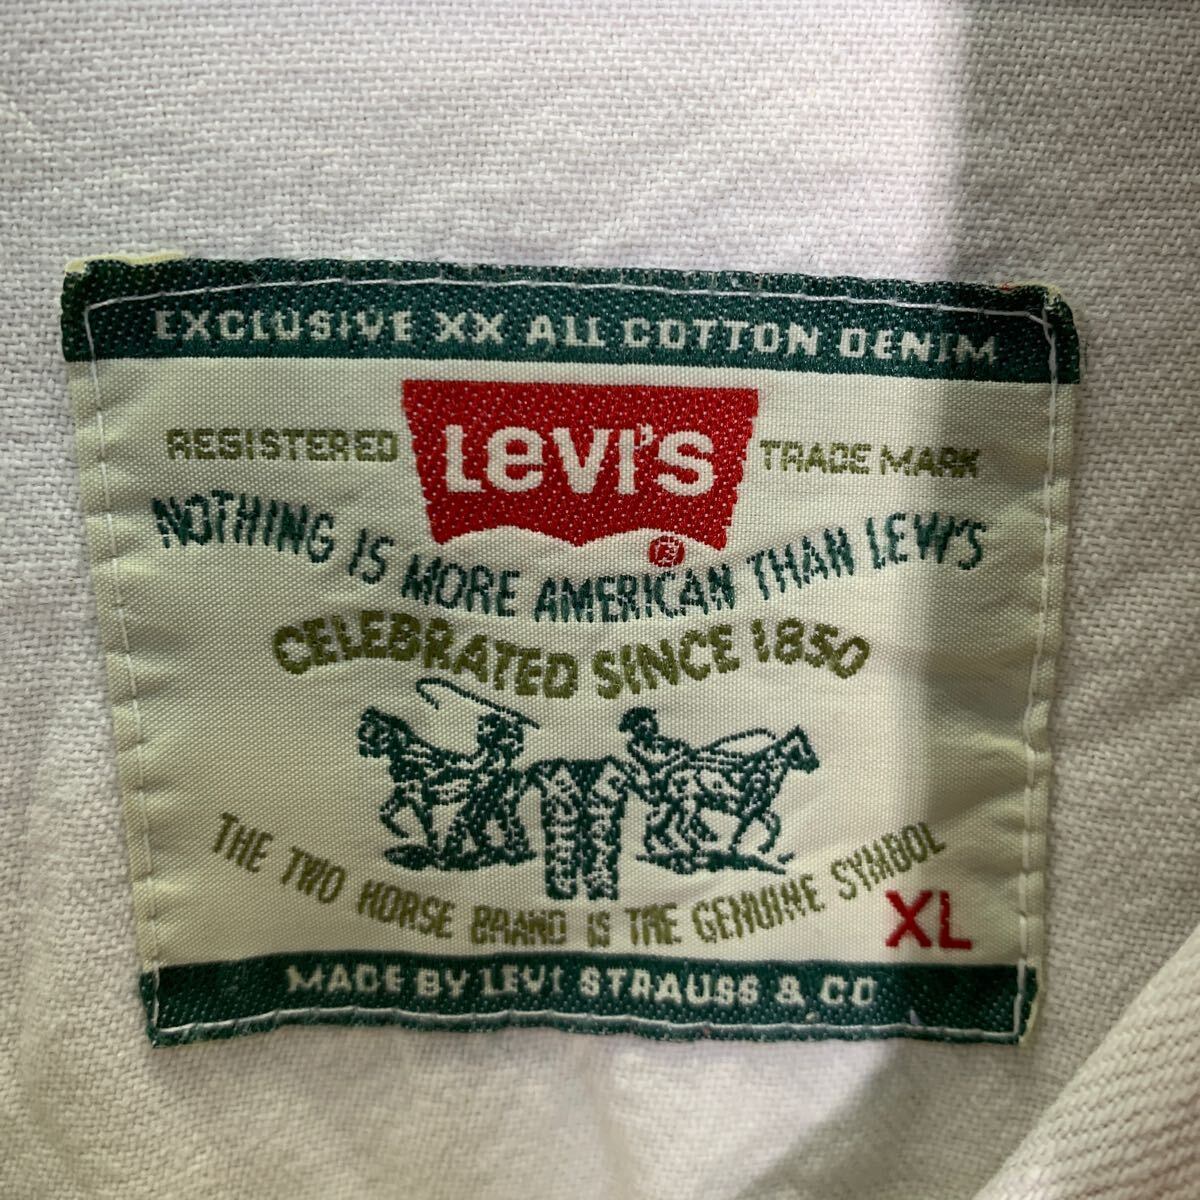 EXCLUSIVE XX ALL COTTON DENIM
REGISTERED LEVI'S TRADE MARK
®
NOTHING IS MORE AMERICAN THAN LEVI'S
CELEBRATED SINCE 1850
THE TWO HORSE BRAND IS THE GENUINE SYMBOL
XL
MADE BY LEVI STRAUSS & CO